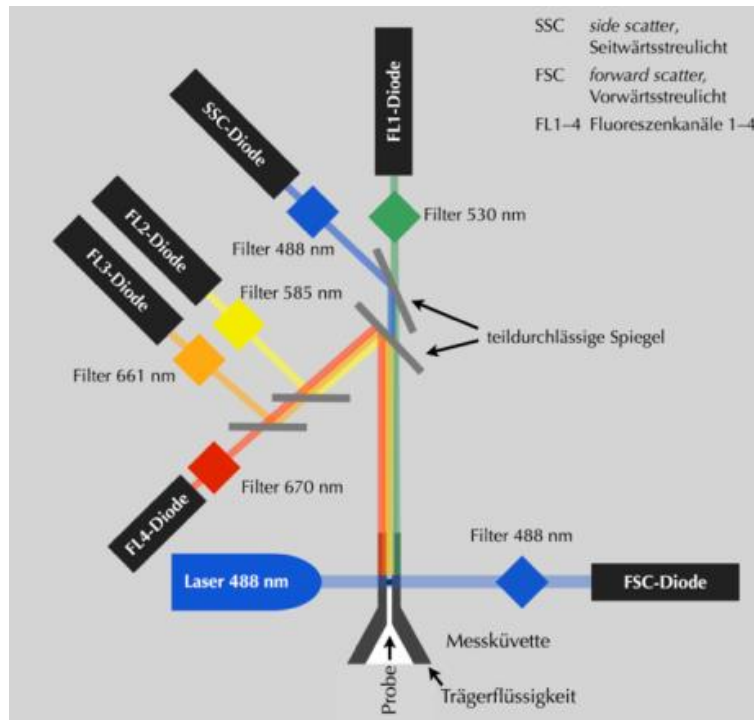 SSC side scatter,
Seitwärtsstreulicht
FSC forward scatter,
Vorwärtsstreulicht
FL1–4 Fluoreszenkanäle 1–4
FL1-Diode
SSC-Diode
Filter 530 nm
FL2-Diode
Filter 488 nm
FL3-Diode
Filter 585 nm
teildurchlässige Spiegel
Filter 661 nm
Filter 670 nm
FL4-Diode
Filter 488 nm
Laser 488 nm
FSC-Diode
Messküvette
Probe
Trägerflüssigkeit